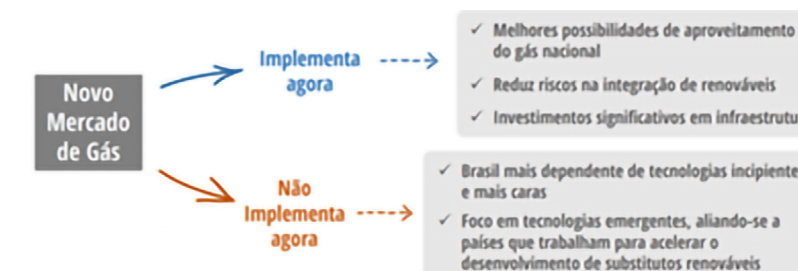 Novo
Mercado
de Gás
Implementa
agora
Melhores possibilidades de aproveitamento
do gás nacional
Reduz riscos na integração de renováveis
Investimentos significativos em infraestrutu
Não
Implementa
agora
Brasil mais dependente de tecnologias incipiente
e mais caras
Foco em tecnologias emergentes, aliando-se a
países que trabalham para acelerar o
desenvolvimento de substitutos renováveis